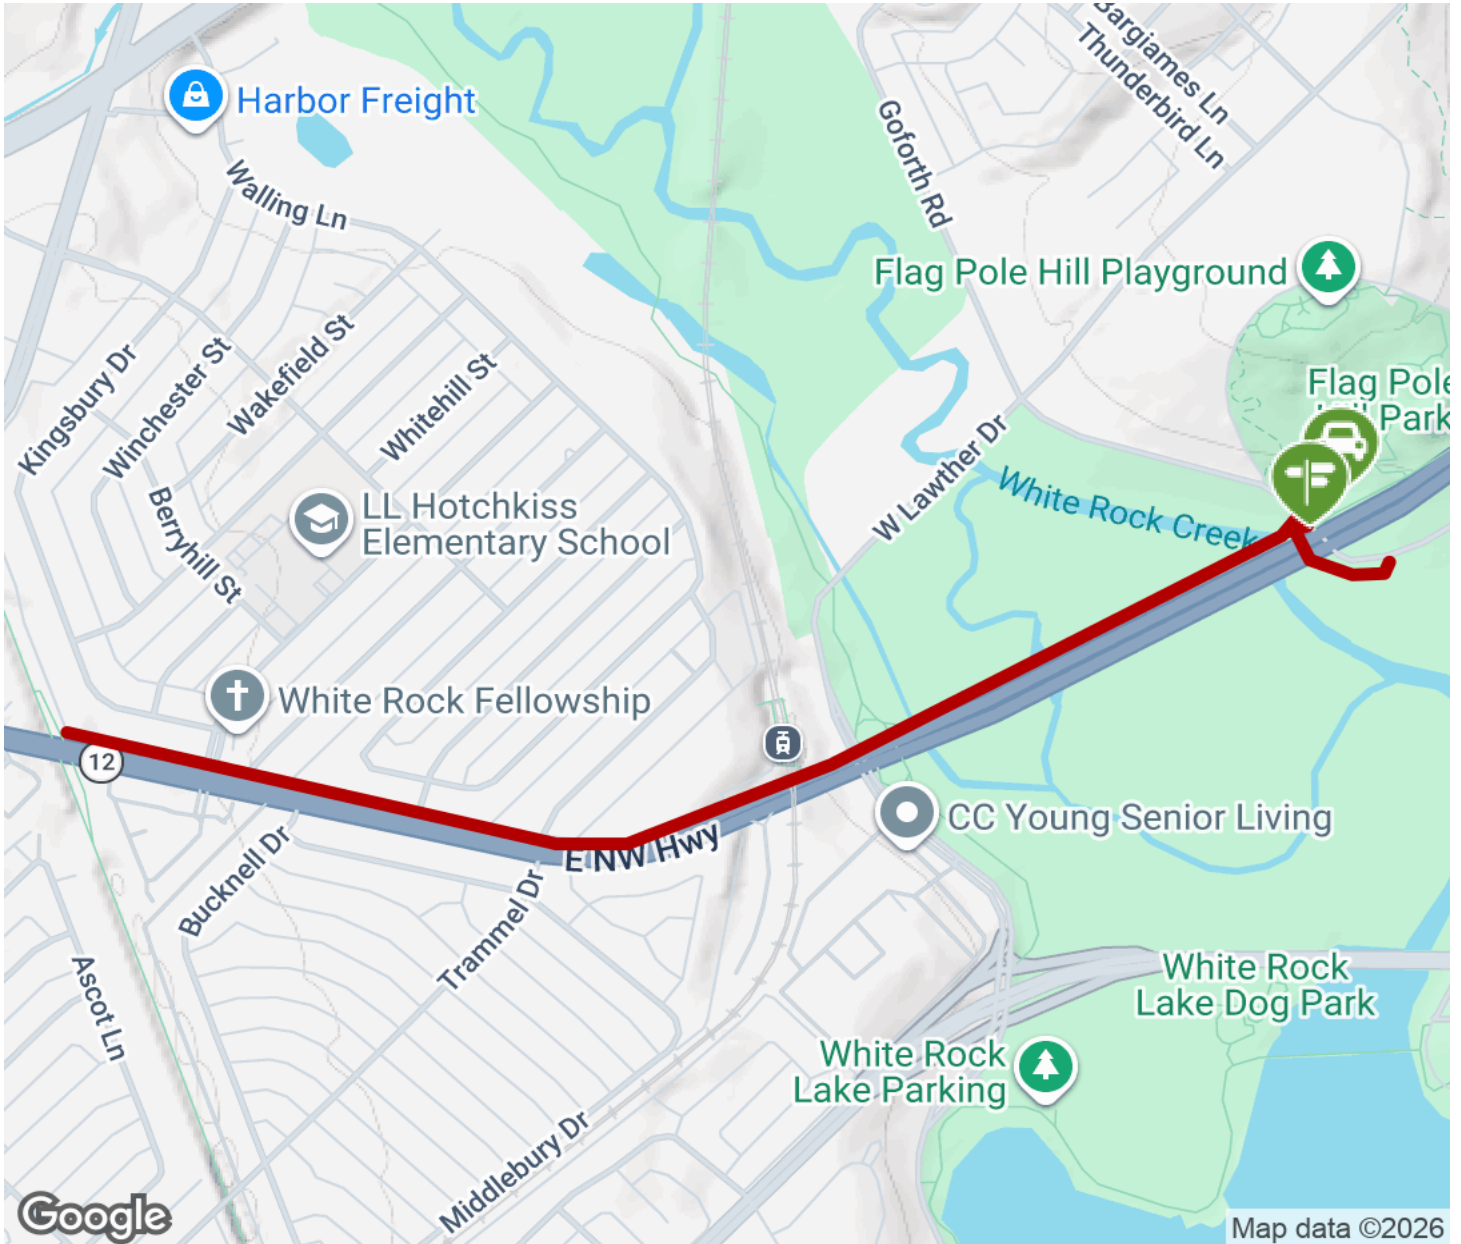 Bargjames Ln
Thunderbird Ln
Harbor Freight
Goforth Rd
Walling Ln
Flag Pole Hill Playground
Kingsbury Dr
Winchester St
Wakefield St
Whitehill St
Flag Pole
Park
W Lawther Dr
White Rock Creek
Berryhill St
LL Hotchkiss
Elementary School
White Rock Fellowship
12
CC Young Senior Living
E NW Hwy
Bucknell Dr
Trammel Dr
Ascot Ln
White Rock
Lake Dog Park
White Rock
Lake Parking
Middlebury Dr
Google
Map data ©2026